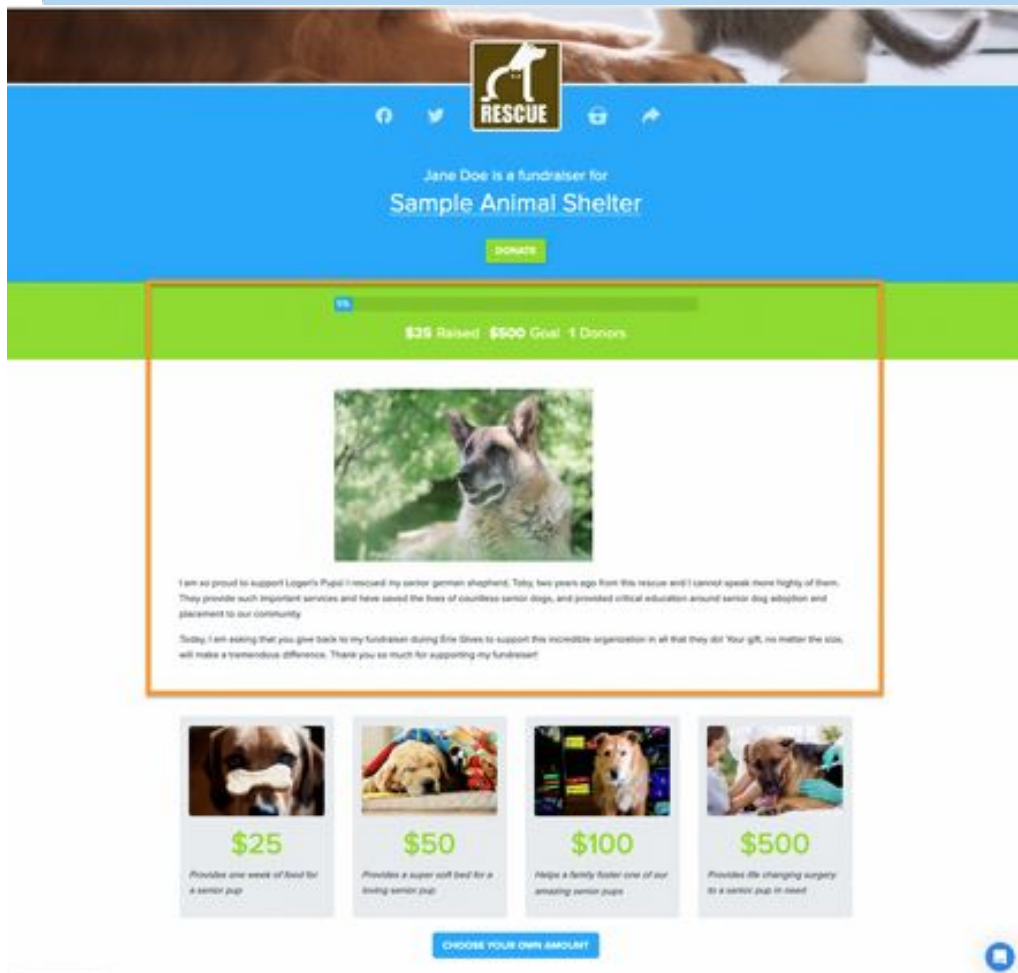 RESCUE
Jane Doe is a fundraiser for
Sample Animal Shelter
DONATE
5%
$25 Raised $500 Goal 1 Donors
I am so proud to support Logan's Pups! I rescued my senior german shepherd, Toby, two years ago from this rescue and I cannot speak more highly of them.
They provide such important services and have saved the lives of countless senior dogs, and provided critical education around senior dog adoption and
placement to our community.
Today, I am asking that you give back to my fundraiser during Erie Gives to support this incredible organization in all that they do! Your gift, no matter the size,
will make a tremendous difference. Thank you so much for supporting my fundraiser!
$25 $50 $100 $500
Provides one week of food for
a senior pup
Provides a super soft bed for a
loving senior pup
Helps a family foster one of our
amazing senior pups
Provides life changing surgery
to a senior pup in need
CHOOSE YOUR OWN AMOUNT